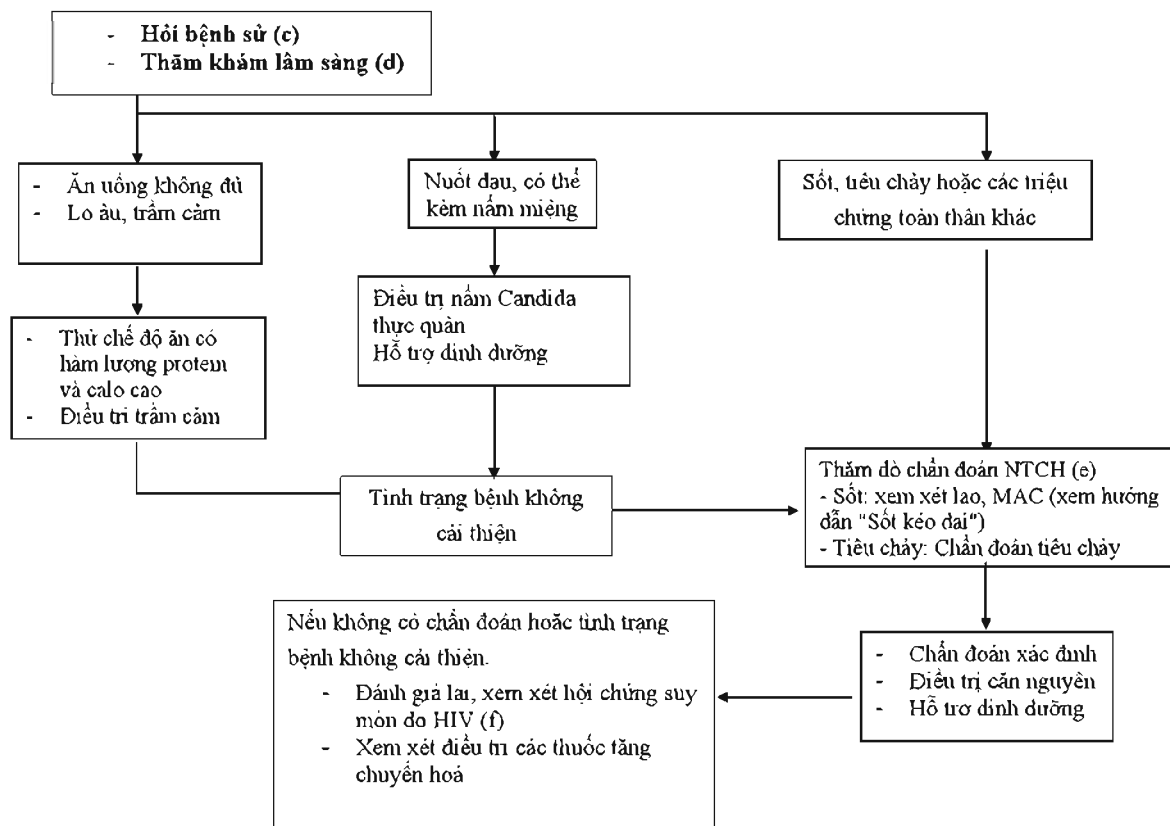 - Hỏi bệnh sử (c)
- Thăm khám lâm sàng (d)
- Ăn uống không đủ
- Lo âu, trầm cảm
Nuốt đau, có thể
kèm nấm miệng
Sốt, tiêu chảy hoặc các triệu
chứng toàn thân khác
- Thử chế độ ăn có
hàm lượng protein
và calo cao
- Điều trị trầm cảm
Điều trị nấm Candida
thực quản
Hỗ trợ dinh dưỡng
Tình trạng bệnh không
cải thiện
Thăm dò chẩn đoán NTCH (e)
- Sốt: xem xét lao, MAC (xem hướng
dẫn "Sốt kéo dài")
- Tiêu chảy: Chẩn đoán tiêu chảy
- Chẩn đoán xác định
- Điều trị căn nguyên
- Hỗ trợ dinh dưỡng
Nếu không có chẩn đoán hoặc tình trạng
bệnh không cải thiện.
- Đánh giá lại, xem xét hội chứng suy
mòn do HIV (f)
- Xem xét điều trị các thuốc tăng
chuyển hoá